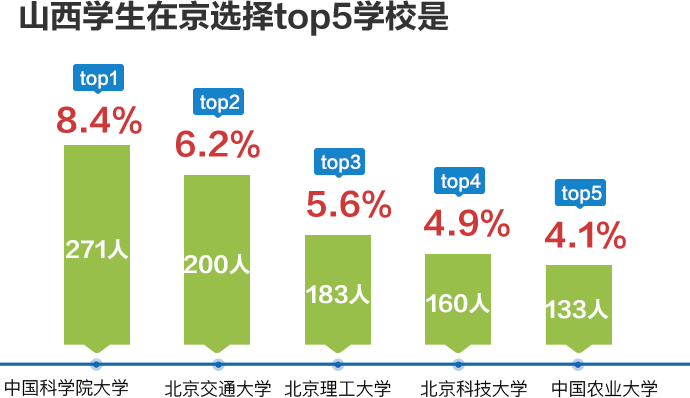 山西学生在京选择top5学校是
top1
8.4%
271人
top2
6.2%
200人
top3
5.6%
183人
top4
4.9%
160人
top5
4.1%
133人
中国科学院大学
北京交通大学
北京理工大学
北京科技大学
中国农业大学